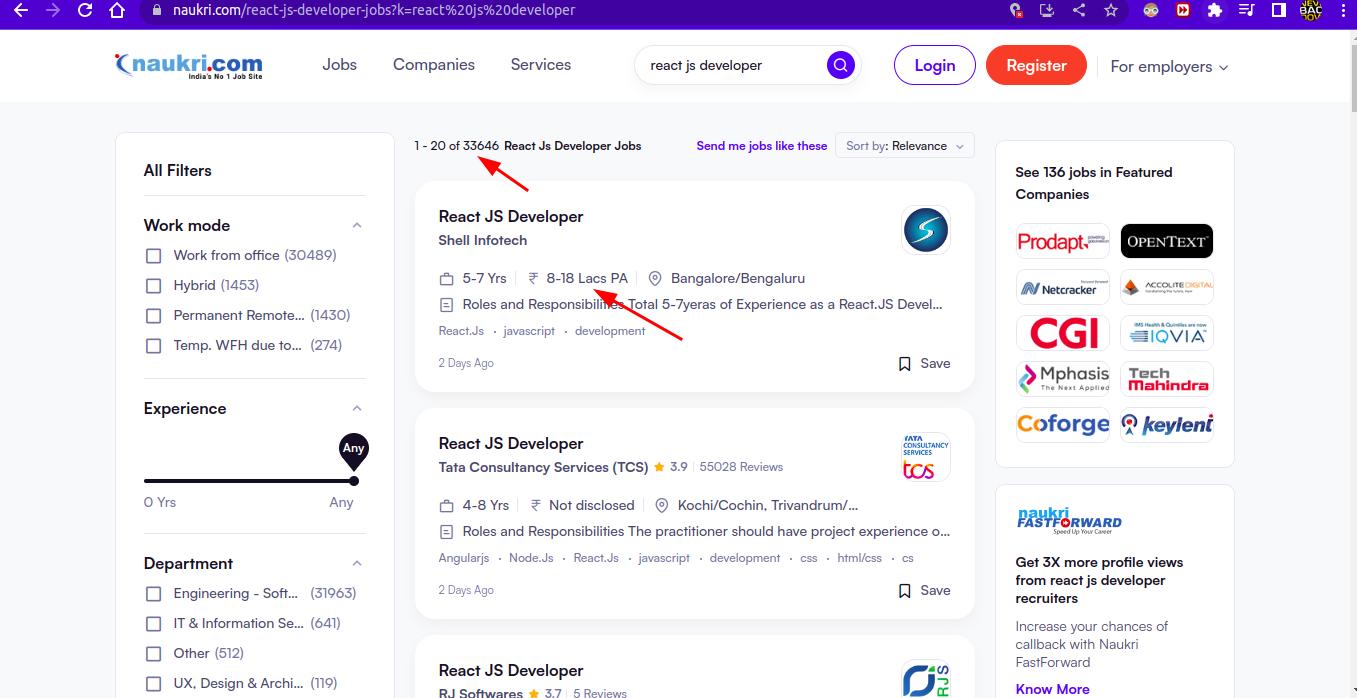 naukri.com/react-js-developer-jobs?k=react%20js%20developer
naukri.com
India's No 1 Job Site
Jobs
Companies
Services
react js developer
Login
Register
For employers
All Filters
Work mode
Work from office (30489)
Hybrid (1453)
Permanent Remote... (1430)
Temp. WFH due to... (274)
Experience
Any
0 Yrs
Any
Department
Engineering - Soft... (31963)
IT & Information Se... (641)
Other (512)
UX, Design & Archi... (119)
1 - 20 of 33646 React Js Developer Jobs
Send me jobs like these
Sort by: Relevance
React JS Developer
Shell Infotech
5-7 Yrs
₹ 8-18 Lacs PA
Bangalore/Bengaluru
Roles and Responsibilities Total 5-7yeras of Experience as a React.JS Devel...
React.Js · javascript · development
2 Days Ago
Save
React JS Developer
Tata Consultancy Services (TCS) 3.9 55028 Reviews
TATA
CONSULTANCY
SERVICES
tcs
4-8 Yrs
₹ Not disclosed
Kochi/Cochin, Trivandrum/...
Roles and Responsibilities The practitioner should have project experience o...
Angularjs · Node.Js · React.Js · javascript · development · css · html/css · cs
2 Days Ago
Save
React JS Developer
RJ Softwares 3.7 5 Reviews
RJS
See 136 jobs in Featured
Companies
Prodapt
OPENTEXT
Netcracker
ACCOLITE DIGITAL
CGI
IMS Health & Quintiles are now
IQVIA
Mphasis
The Next Applied
Tech
Mahindra
Coforge
keylent
naukri
FASTFORWARD
Speed Up Your Career
Get 3X more profile views
from react js developer
recruiters
Increase your chances of
callback with Naukri
FastForward
Know More